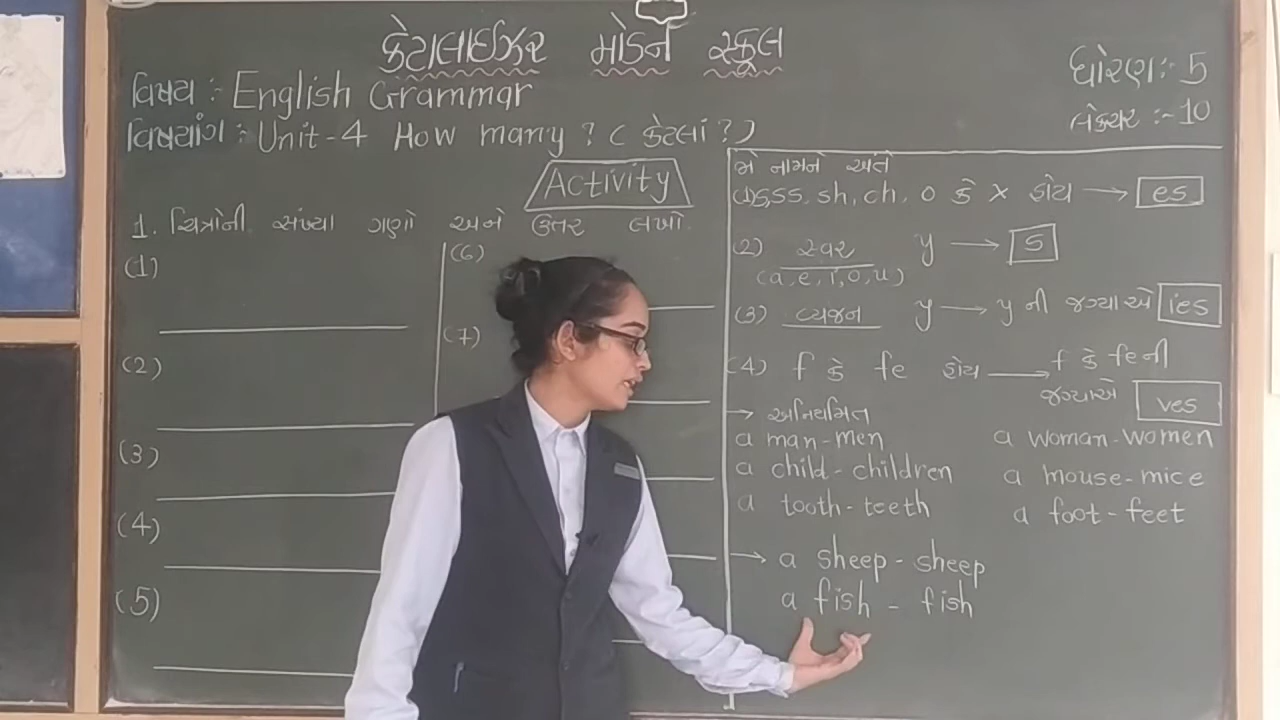 કેટાલાઈઝર મોડર્ન સ્કૂલ
વિષય : English Grammar
ધોરણ :- 5
વિષયાંગ : Unit-4 How many ? ( કેટલાં ? )
લેક્ચર :- 10
Activity
1. ચિત્રોની સંખ્યા ગણો અને ઉત્તર લખો.
(1)
(2)
(3)
(4)
(5)
(6)
(7)
જે નામને અંતે
(1) s, ss, sh, ch, o કે x હોય → es
(2) સ્વર y → s
(a, e, i, o, u)
(3) વ્યંજન y → y ની જગ્યાએ ies
(4) f કે fe હોય → f કે fe ની
જગ્યાએ ves
→ અનિયમિત
a man-men a woman-women
a child-children a mouse-mice
a tooth-teeth a foot-feet
→ a sheep-sheep
a fish - fish